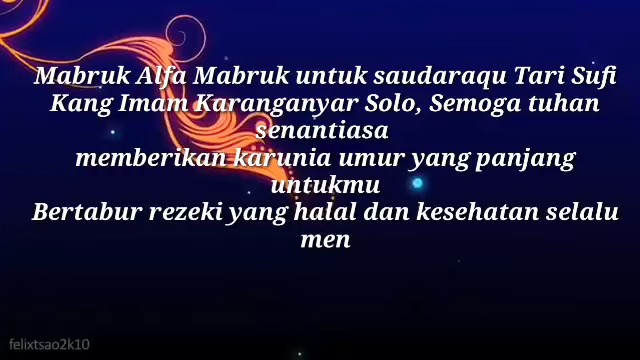 Mabruk Alfa Mabruk untuk saudaraqu Tari Sufi
Kang Imam Karanganyar Solo, Semoga tuhan
senantiasa
memberikan karunia umur yang panjang
untukmu
Bertabur rezeki yang halal dan kesehatan selalu
men
felixtsao2k10